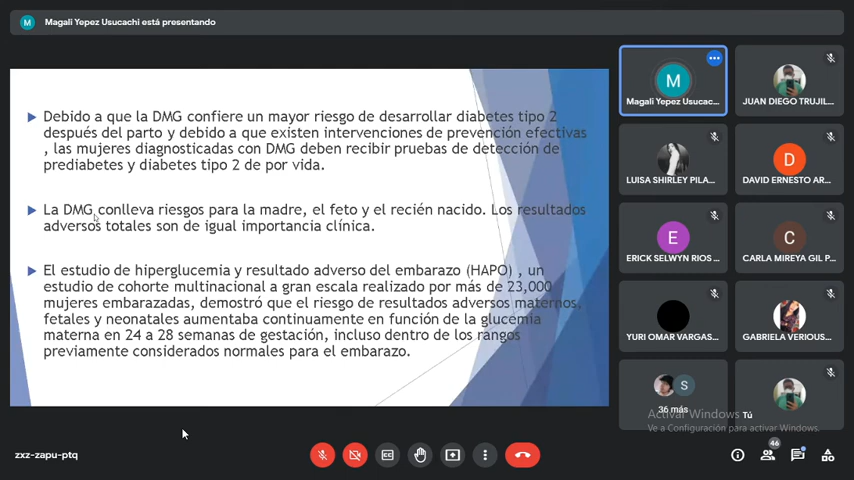 M
Magali Yepez Usucachi está presentando
Debido a que la DMG confiere un mayor riesgo de desarrollar diabetes tipo 2
después del parto y debido a que existen intervenciones de prevención efectivas
, las mujeres diagnosticadas con DMG deben recibir pruebas de detección de
prediabetes y diabetes tipo 2 de por vida.
La DMG conlleva riesgos para la madre, el feto y el recién nacido. Los resultados
adversos totales son de igual importancia clínica.
El estudio de hiperglucemia y resultado adverso del embarazo (HAPO) , un
estudio de cohorte multinacional a gran escala realizado por más de 23,000
mujeres embarazadas, demostró que el riesgo de resultados adversos maternos,
fetales y neonatales aumentaba continuamente en función de la glucemia
materna en 24 a 28 semanas de gestación, incluso dentro de los rangos
previamente considerados normales para el embarazo.
M
Magali Yepez Usucac...
JUAN DIEGO TRUJIL...
LUISA SHIRLEY PILA...
D
DAVID ERNESTO AR...
E
ERICK SELWYN RIOS ...
C
CARLA MIREYA GIL P...
YURI OMAR VARGAS...
GABRIELA VERIOUS...
S
36 más
Tú
Activar Windows
Ve a Configuración para activar Windows.
zxz-zapu-ptq
CC
46